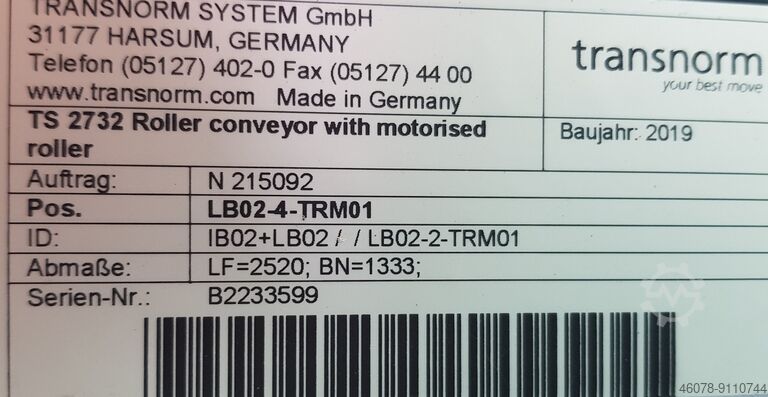 TRANSNORM SYSTEM GmbH
31177 HARSUM, GERMANY
Telefon (05127) 402-0 Fax (05127) 44 00
www.transnorm.com Made in Germany
transnorm
your best move
TS 2732 Roller conveyor with motorised
roller
Baujahr: 2019
Auftrag: N 215092
Pos. LB02-4-TRM01
ID: IB02+LB02 / / LB02-2-TRM01
Abmaße: LF=2520; BN=1333;
Serien-Nr.: B2233599
46078-9110744